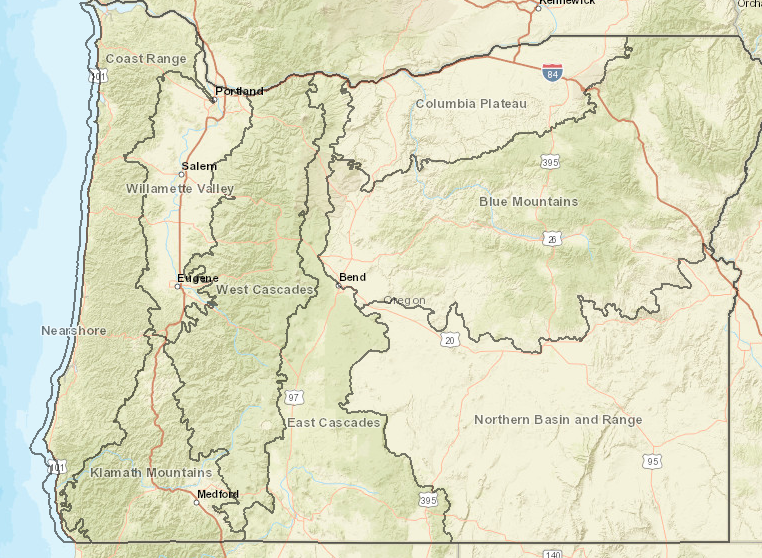 Kennewick
Coast Range
101
84
Portland
Columbia Plateau
395
Salem
Willamette Valley
Blue Mountains
26
Bend
Eugene
West Cascades
Oregon
Nearshore
20
97
East Cascades
Northern Basin and Range
95
101
Klamath Mountains
Medford
395
140